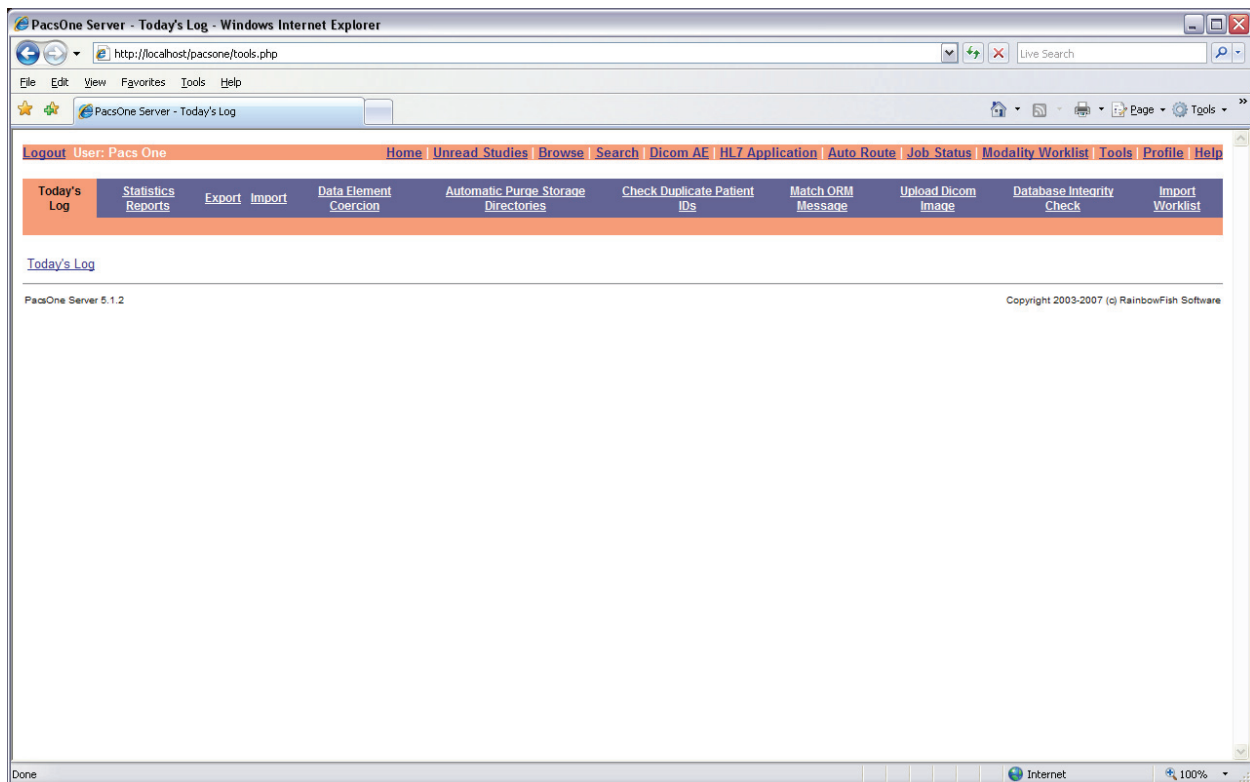 PacsOne Server - Today's Log - Windows Internet Explorer
http://localhost/pacsone/tools.php
Live Search
File Edit View Favorites Tools Help
PacsOne Server - Today's Log
Page Tools
Logout User: Pacs One
Home | Unread Studies | Browse | Search | Dicom AE | HL7 Application | Auto Route | Job Status | Modality Worklist | Tools | Profile | Help
Today's Log
Statistics Reports
Export
Import
Data Element Coercion
Automatic Purge Storage Directories
Check Duplicate Patient IDs
Match ORM Message
Upload Dicom Image
Database Integrity Check
Import Worklist
Today's Log
PacsOne Server 5.1.2
Copyright 2003-2007 (c) RainbowFish Software
Done
Internet
100%